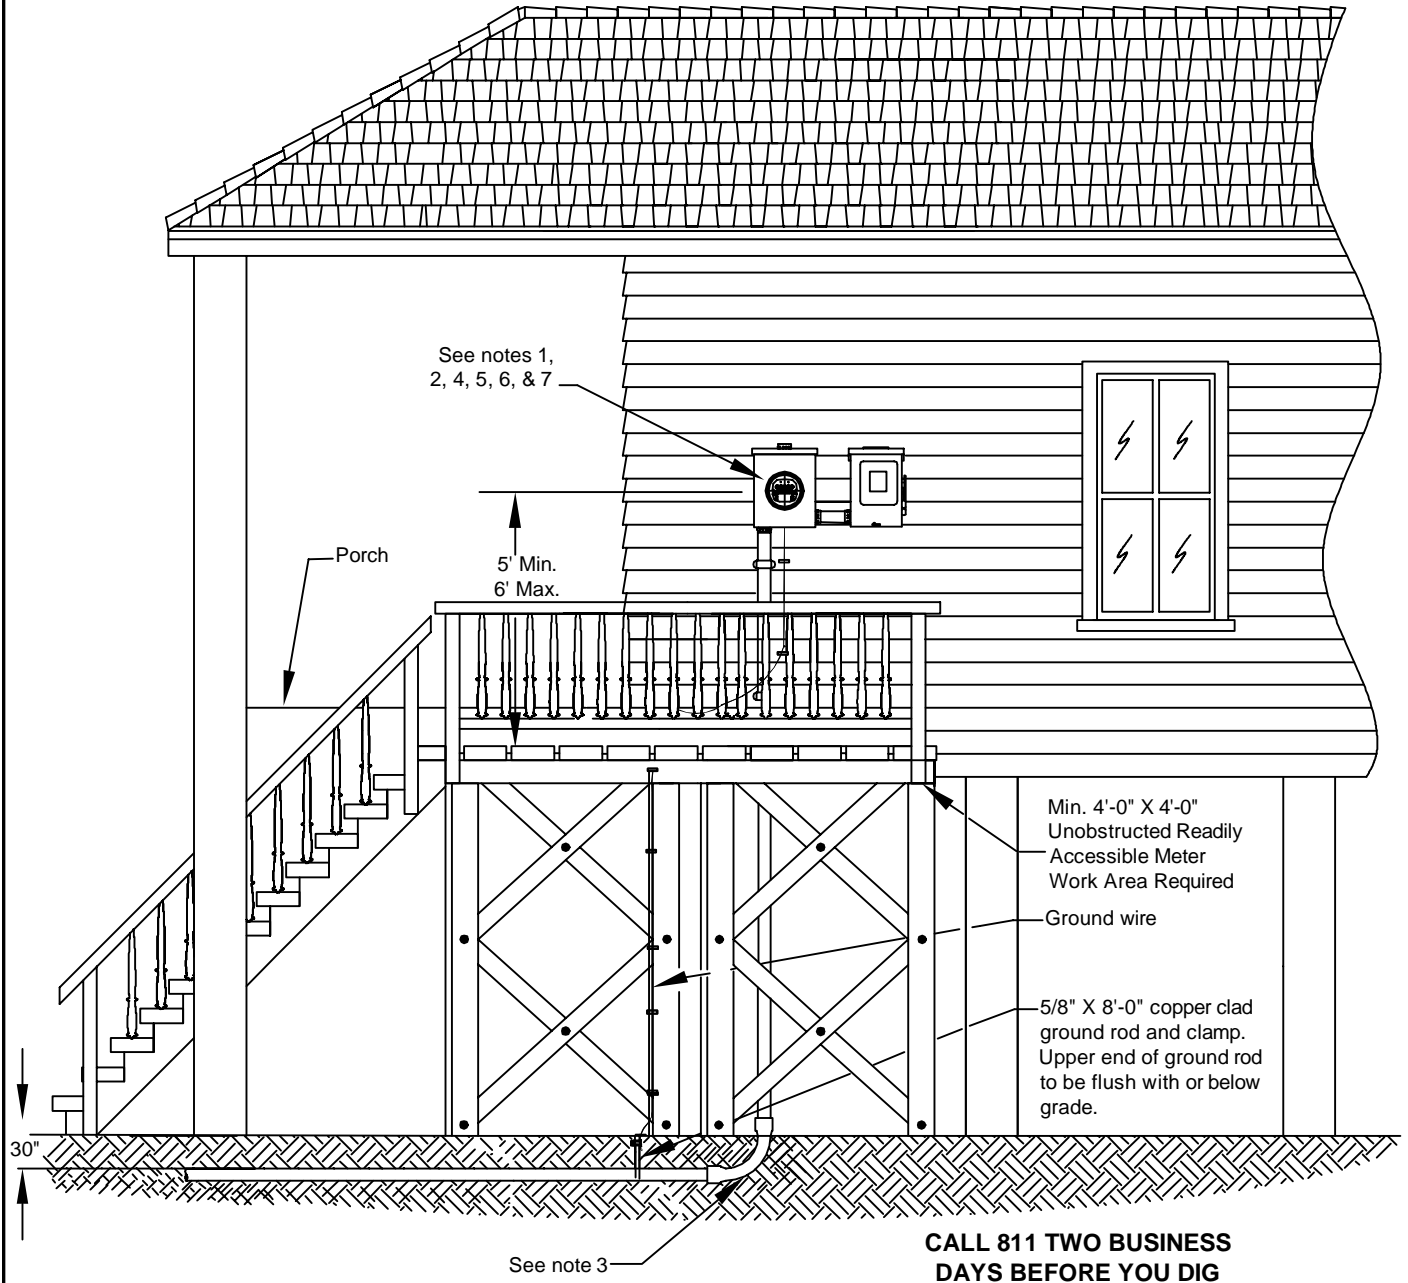 See notes 1,
2, 4, 5, 6, & 7
Porch
5' Min.
6' Max.
Min. 4'-0" X 4'-0"
Unobstructed Readily
Accessible Meter
Work Area Required
Ground wire
5/8" X 8'-0" copper clad
ground rod and clamp.
Upper end of ground rod
to be flush with or below
grade.
30"
See note 3
CALL 811 TWO BUSINESS
DAYS BEFORE YOU DIG